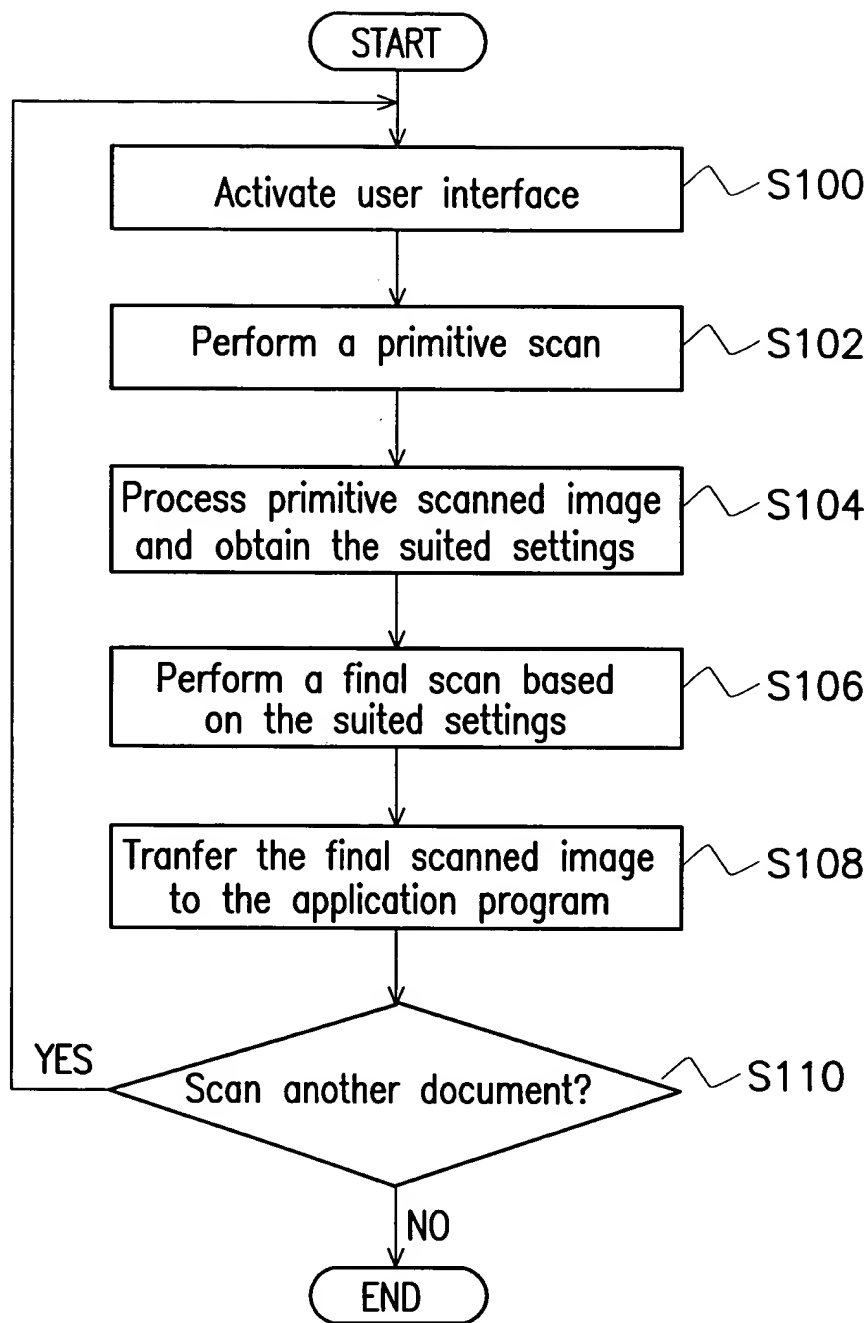 START
Activate user interface
S100
Perform a primitive scan
S102
Process primitive scanned image
and obtain the suited settings
S104
Perform a final scan based
on the suited settings
S106
Tranfer the final scanned image
to the application program
S108
YES
Scan another document?
S110
NO
END